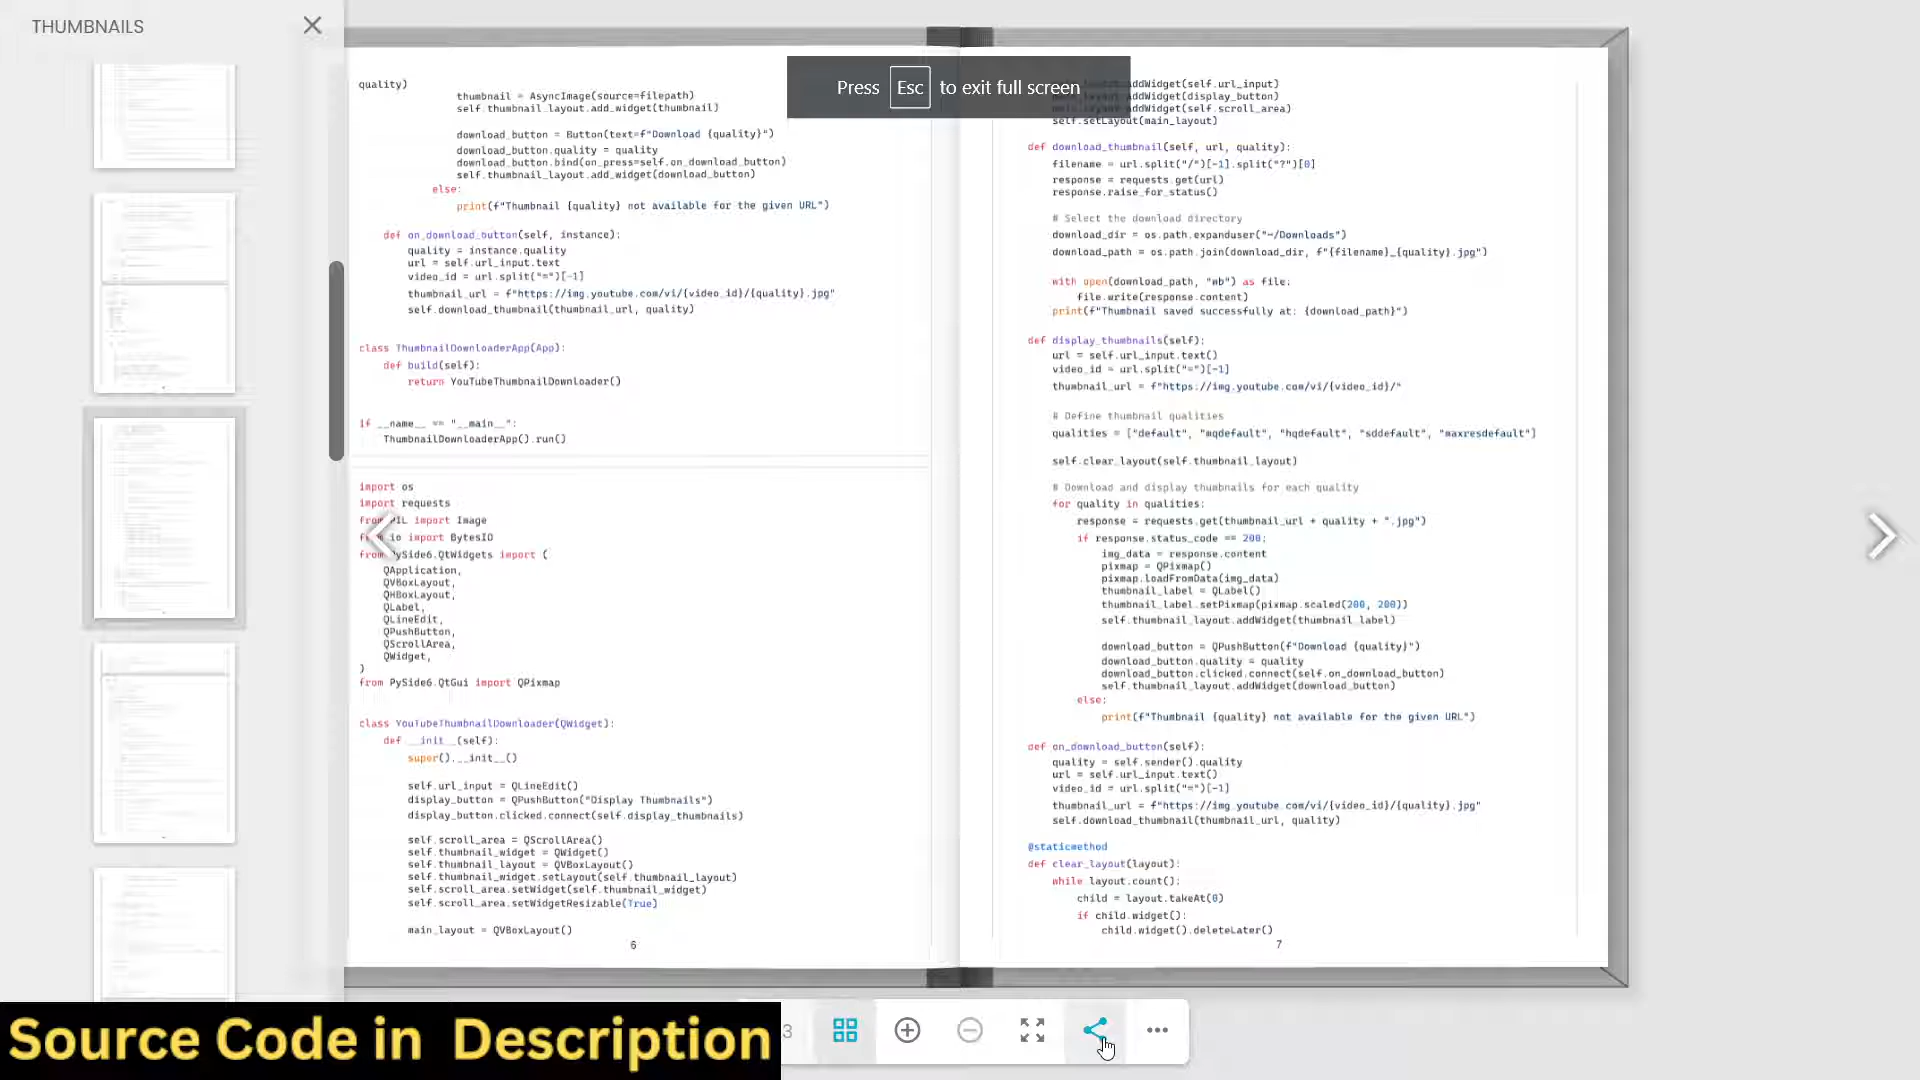 THUMBNAILS
quality)
thumbnail = AsyncImage(source=filepath)
self.thumbnail_layout.add_widget(thumbnail)
download_button = Button(text=f"Download {quality}")
download_button.quality = quality
download_button.bind(on_press=self.on_download_button)
self.thumbnail_layout.add_widget(download_button)
else:
print(f"Thumbnail {quality} not available for the given URL")
def on_download_button(self, instance):
quality = instance.quality
url = self.url_input.text
video_id = url.split("=")[-1]
thumbnail_url = f"https://img.youtube.com/vi/{video_id}/{quality}.jpg"
self.download_thumbnail(thumbnail_url, quality)
class ThumbnailDownloaderApp(App):
def build(self):
return YouTubeThumbnailDownloader()
if __name__ == "__main__":
ThumbnailDownloaderApp().run()
import os
import requests
from PIL import Image
from io import BytesIO
from PySide6.QtWidgets import (
QApplication,
QVBoxLayout,
QHBoxLayout,
QLabel,
QLineEdit,
QPushButton,
QScrollArea,
QWidget,
)
from PySide6.QtGui import QPixmap
class YouTubeThumbnailDownloader(QWidget):
def __init__(self):
super().__init__()
self.url_input = QLineEdit()
display_button = QPushButton("Display Thumbnails")
display_button.clicked.connect(self.display_thumbnails)
self.scroll_area = QScrollArea()
self.thumbnail_widget = QWidget()
self.thumbnail_layout = QVBoxLayout()
self.thumbnail_widget.setLayout(self.thumbnail_layout)
self.scroll_area.setWidget(self.thumbnail_widget)
self.scroll_area.setWidgetResizable(True)
main_layout = QVBoxLayout()
6
Press Esc to exit full screen
addWidget(self.url_input)
addWidget(display_button)
addWidget(self.scroll_area)
self.setLayout(main_layout)
def download_thumbnail(self, url, quality):
filename = url.split("/")[-1].split("?")[0]
response = requests.get(url)
response.raise_for_status()
# Select the download directory
download_dir = os.path.expanduser("~/Downloads")
download_path = os.path.join(download_dir, f"{filename}_{quality}.jpg")
with open(download_path, "wb") as file:
file.write(response.content)
print(f"Thumbnail saved successfully at: {download_path}")
def display_thumbnails(self):
url = self.url_input.text()
video_id = url.split("=")[-1]
thumbnail_url = f"https://img.youtube.com/vi/{video_id}/"
# Define thumbnail qualities
qualities = ["default", "mqdefault", "hqdefault", "sddefault", "maxresdefault"]
self.clear_layout(self.thumbnail_layout)
# Download and display thumbnails for each quality
for quality in qualities:
response = requests.get(thumbnail_url + quality + ".jpg")
if response.status_code == 200:
img_data = response.content
pixmap = QPixmap()
pixmap.loadFromData(img_data)
thumbnail_label = QLabel()
thumbnail_label.setPixmap(pixmap.scaled(200, 200))
self.thumbnail_layout.addWidget(thumbnail_label)
download_button = QPushButton(f"Download {quality}")
download_button.quality = quality
download_button.clicked.connect(self.on_download_button)
self.thumbnail_layout.addWidget(download_button)
else:
print(f"Thumbnail {quality} not available for the given URL")
def on_download_button(self):
quality = self.sender().quality
url = self.url_input.text()
video_id = url.split("=")[-1]
thumbnail_url = f"https://img.youtube.com/vi/{video_id}/{quality}.jpg"
self.download_thumbnail(thumbnail_url, quality)
@staticmethod
def clear_layout(layout):
while layout.count():
child = layout.takeAt(0)
if child.widget():
child.widget().deleteLater()
7
3
Source Code in Description